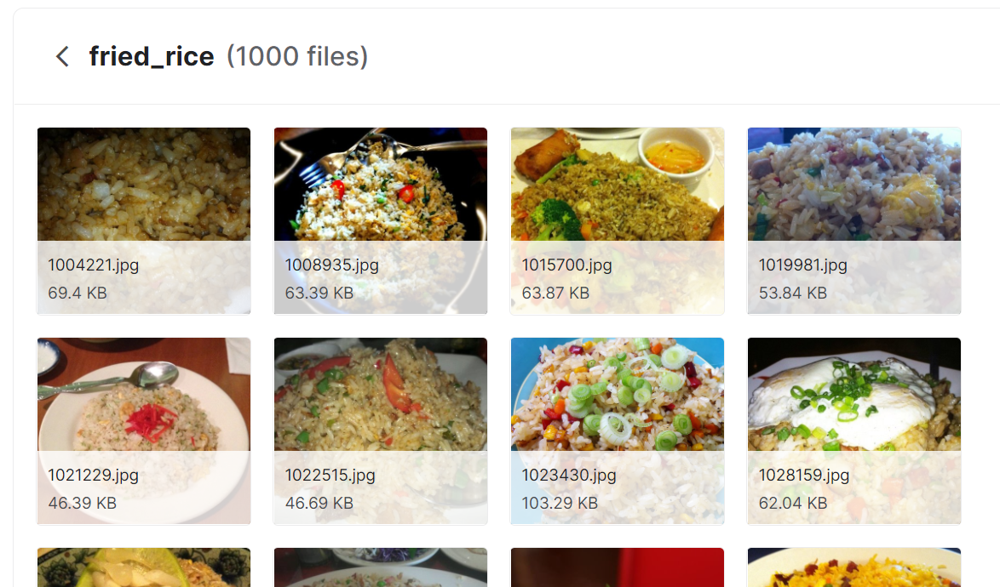 fried_rice (1000 files)
1004221.jpg
69.4 KB
1008935.jpg
63.39 KB
1015700.jpg
63.87 KB
1019981.jpg
53.84 KB
1021229.jpg
46.39 KB
1022515.jpg
46.69 KB
1023430.jpg
103.29 KB
1028159.jpg
62.04 KB